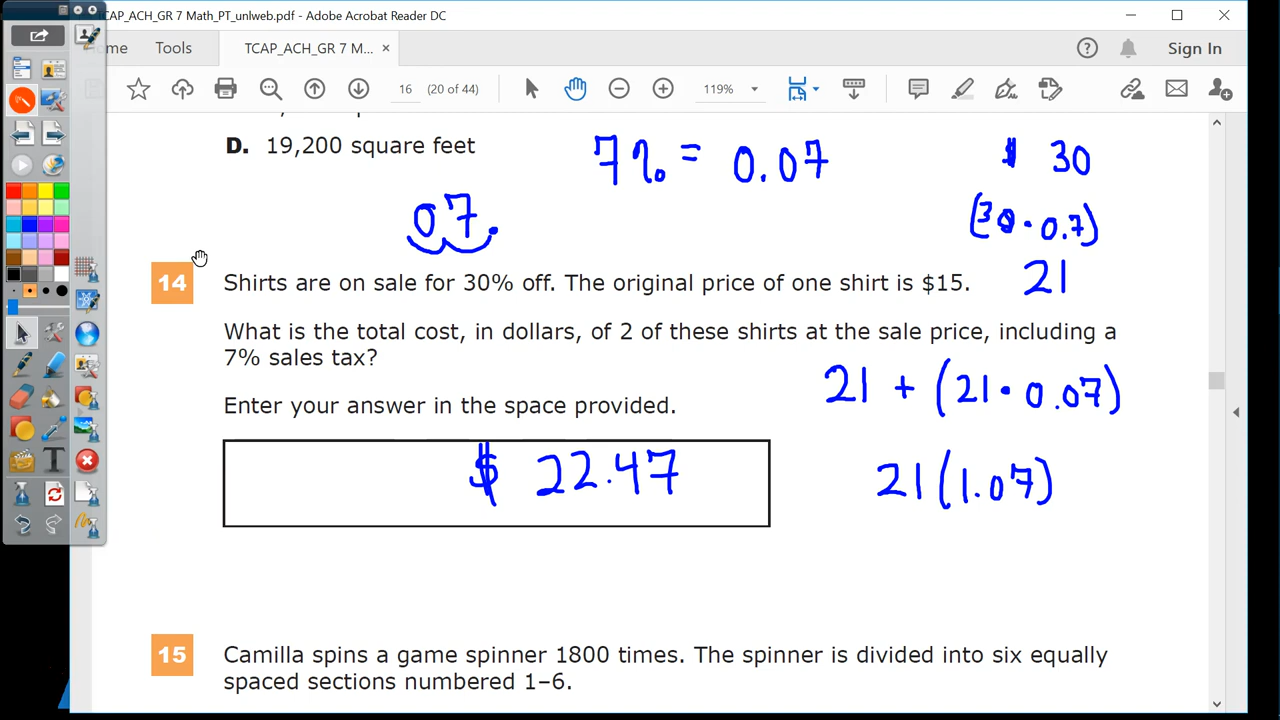 TCAP_ACH_GR 7 Math_PT_unlweb.pdf - Adobe Acrobat Reader DC
ome Tools TCAP_ACH_GR 7 M... × Sign In
16 (20 of 44) 119%
D. 19,200 square feet
7% = 0.07
$ 30
07.
(30 · 0.7)
21
14 Shirts are on sale for 30% off. The original price of one shirt is $15.
What is the total cost, in dollars, of 2 of these shirts at the sale price, including a
7% sales tax?
21 + (21 · 0.07)
Enter your answer in the space provided.
$ 22.47
21(1.07)
15 Camilla spins a game spinner 1800 times. The spinner is divided into six equally
spaced sections numbered 1–6.